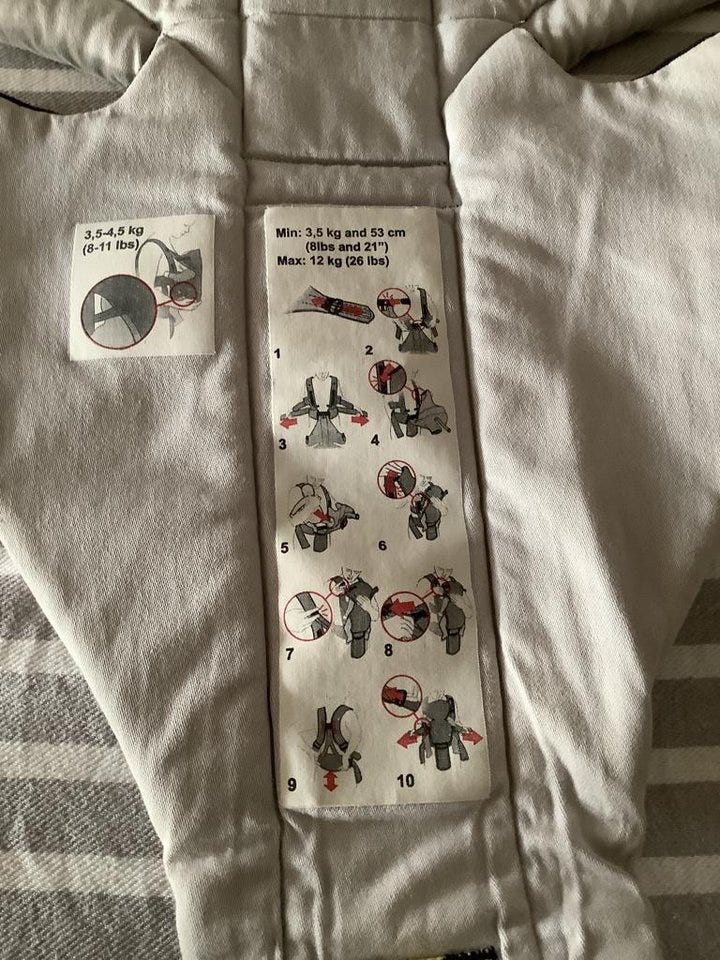 3,5-4,5 kg
(8-11 lbs)
Min: 3,5 kg and 53 cm
(8lbs and 21")
Max: 12 kg (26 lbs)
1
2
3
4
5
6
7
8
9
10